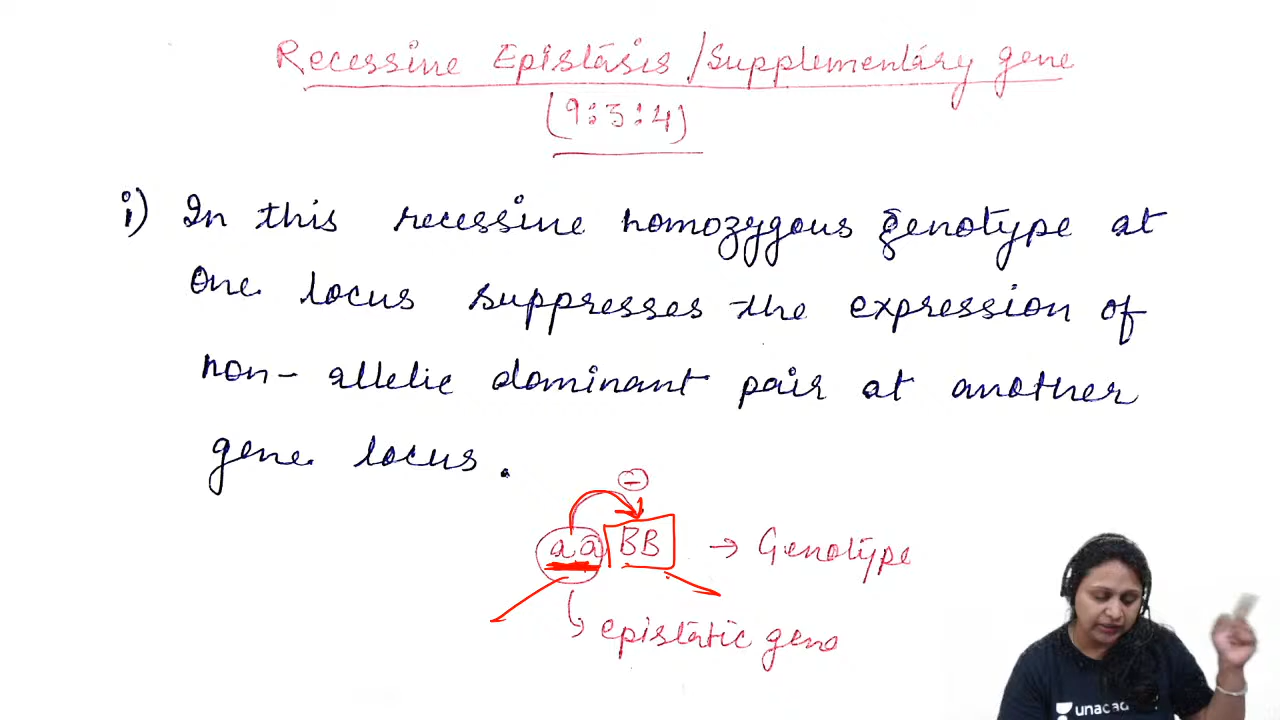 Recessive Epistasis / Supplementary gene
(9:3:4)
i) In this recessive homozygous genotype at
one locus suppresses the expression of
non-allelic dominant pair at another
gene locus.
−
aa BB → Genotype
↳ epistatic gene
unacad